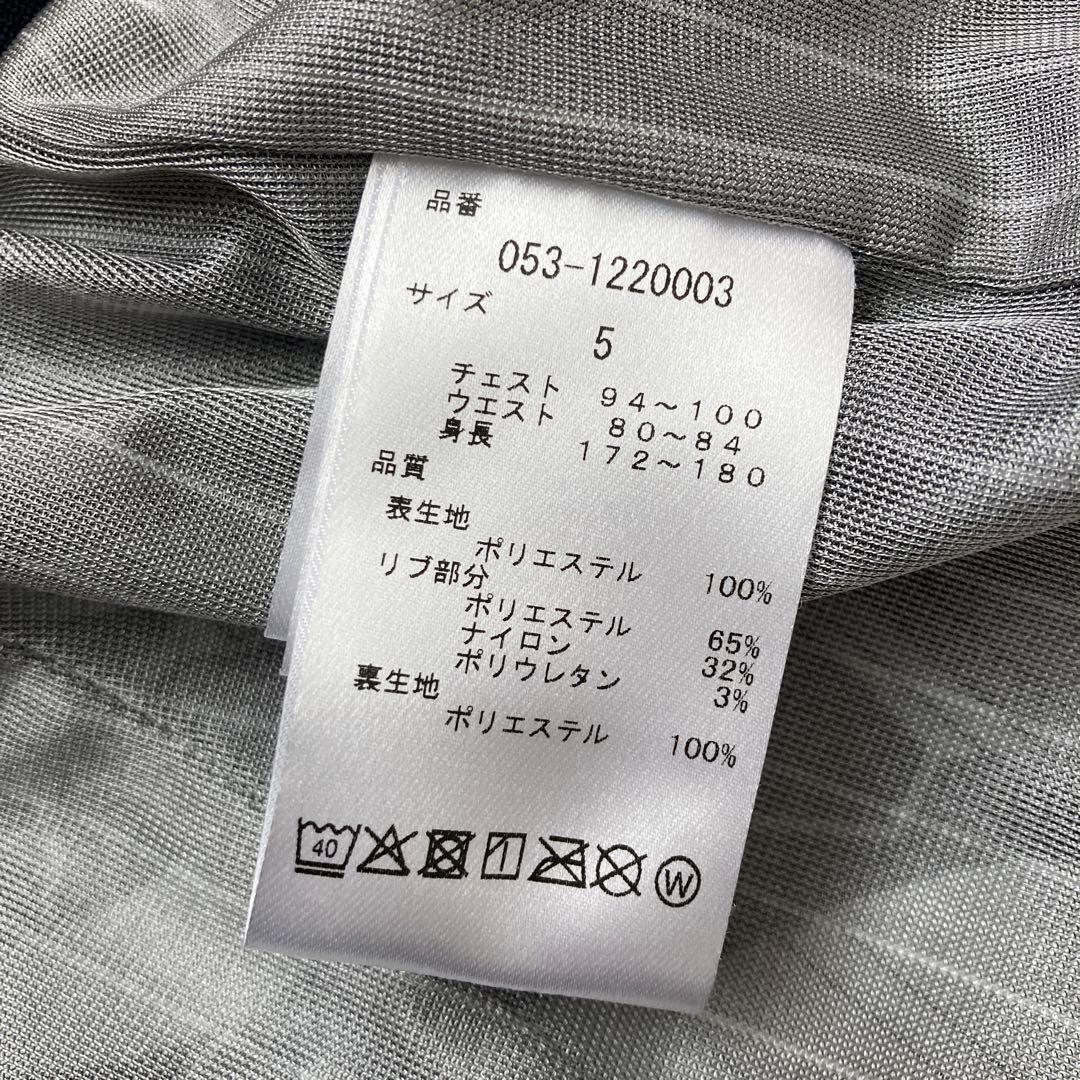 品番
053-1220003
サイズ
5
チェスト 94～100
ウエスト 80～84
身長 172～180
品質
表生地
ポリエステル 100%
リブ部分
ポリエステル 65%
ナイロン 32%
ポリウレタン 3%
裏生地
ポリエステル 100%
40 W